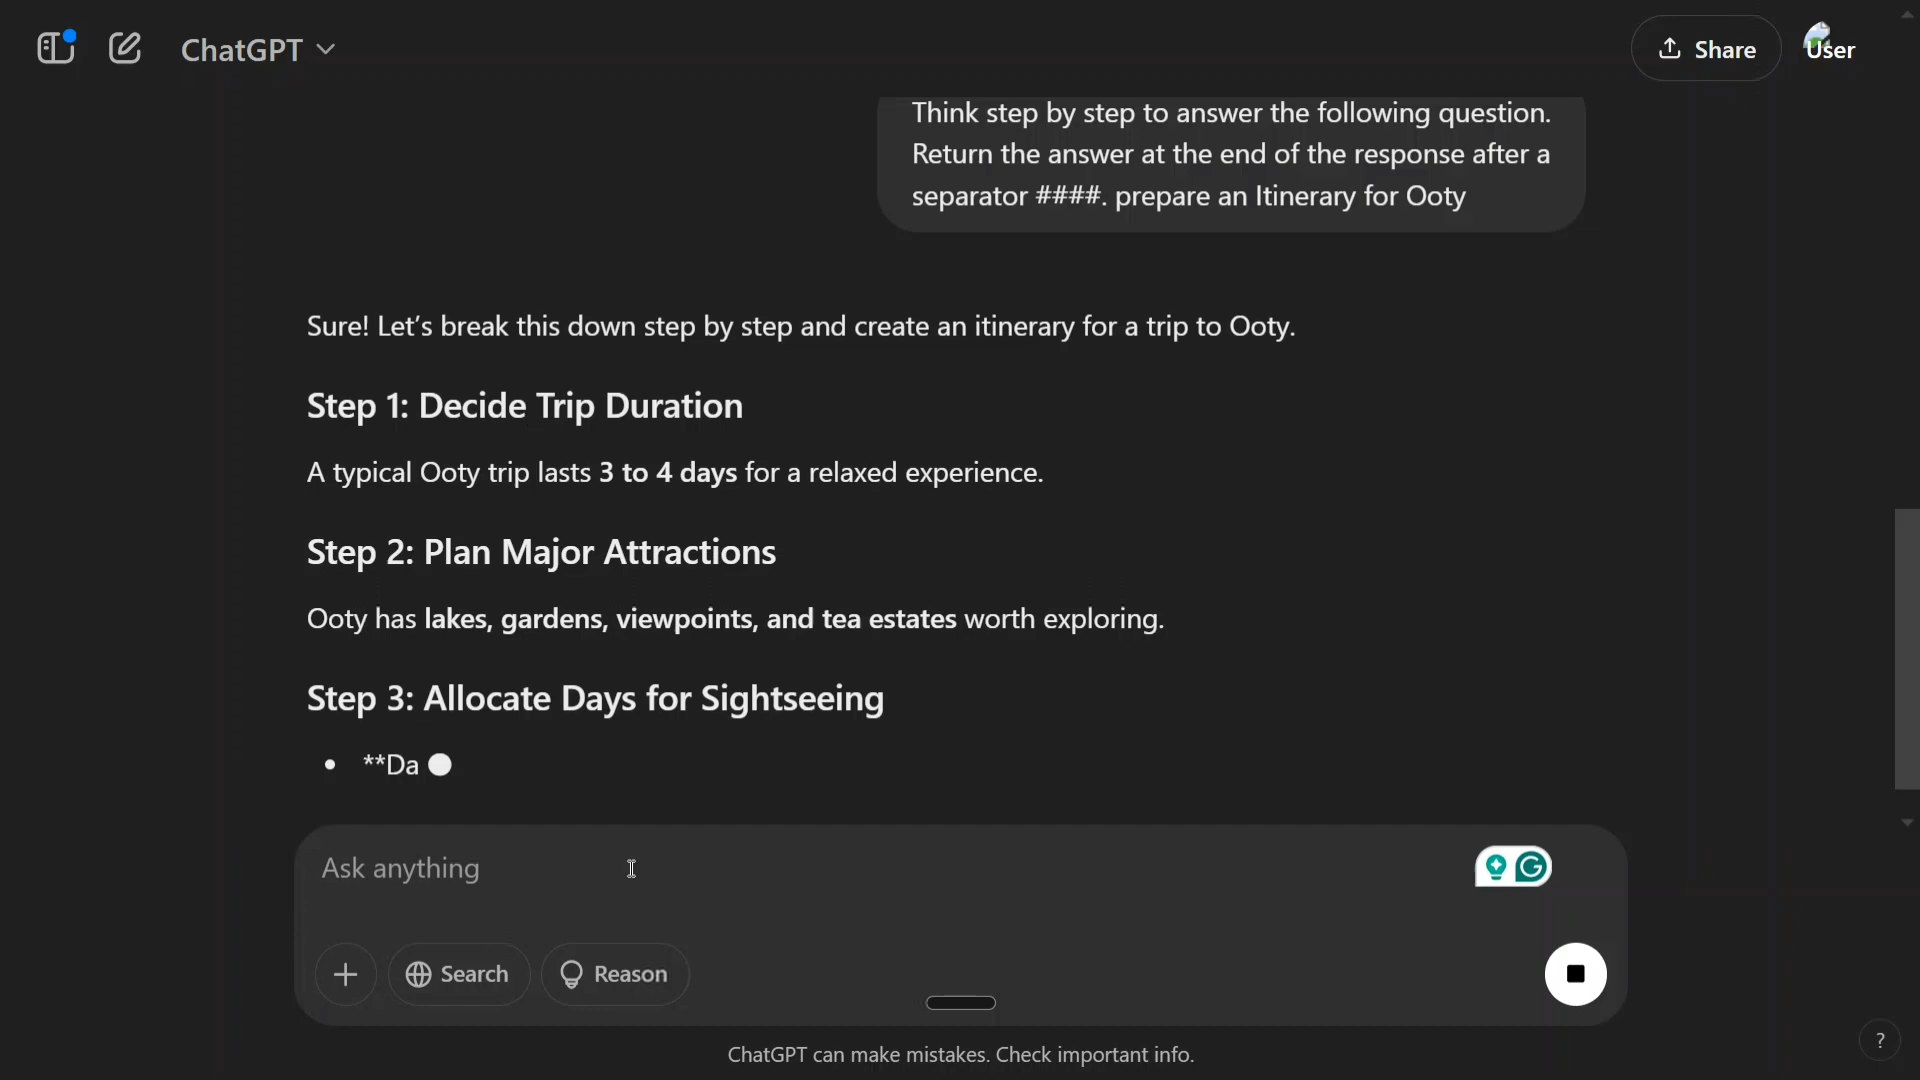 ChatGPT
Share
User
Think step by step to answer the following question.
Return the answer at the end of the response after a
separator ####. prepare an Itinerary for Ooty
Sure! Let’s break this down step by step and create an itinerary for a trip to Ooty.
Step 1: Decide Trip Duration
A typical Ooty trip lasts 3 to 4 days for a relaxed experience.
Step 2: Plan Major Attractions
Ooty has lakes, gardens, viewpoints, and tea estates worth exploring.
Step 3: Allocate Days for Sightseeing
• **Da
Ask anything
Search
Reason
ChatGPT can make mistakes. Check important info.
?